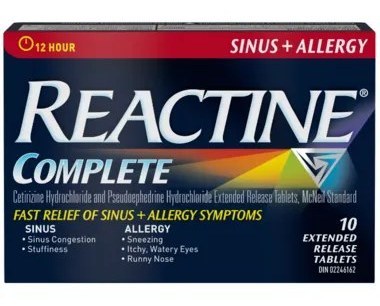 12 HOUR
SINUS + ALLERGY
REACTINE
COMPLETE
Cetirizine Hydrochloride and Pseudoephedrine Hydrochloride Extended Release Tablets, McNeil Standard
FAST RELIEF OF SINUS + ALLERGY SYMPTOMS
SINUS
• Sinus Congestion
• Stuffiness
ALLERGY
• Sneezing
• Itchy, Watery Eyes
• Runny Nose
10
EXTENDED
RELEASE
TABLETS
DIN 02246162